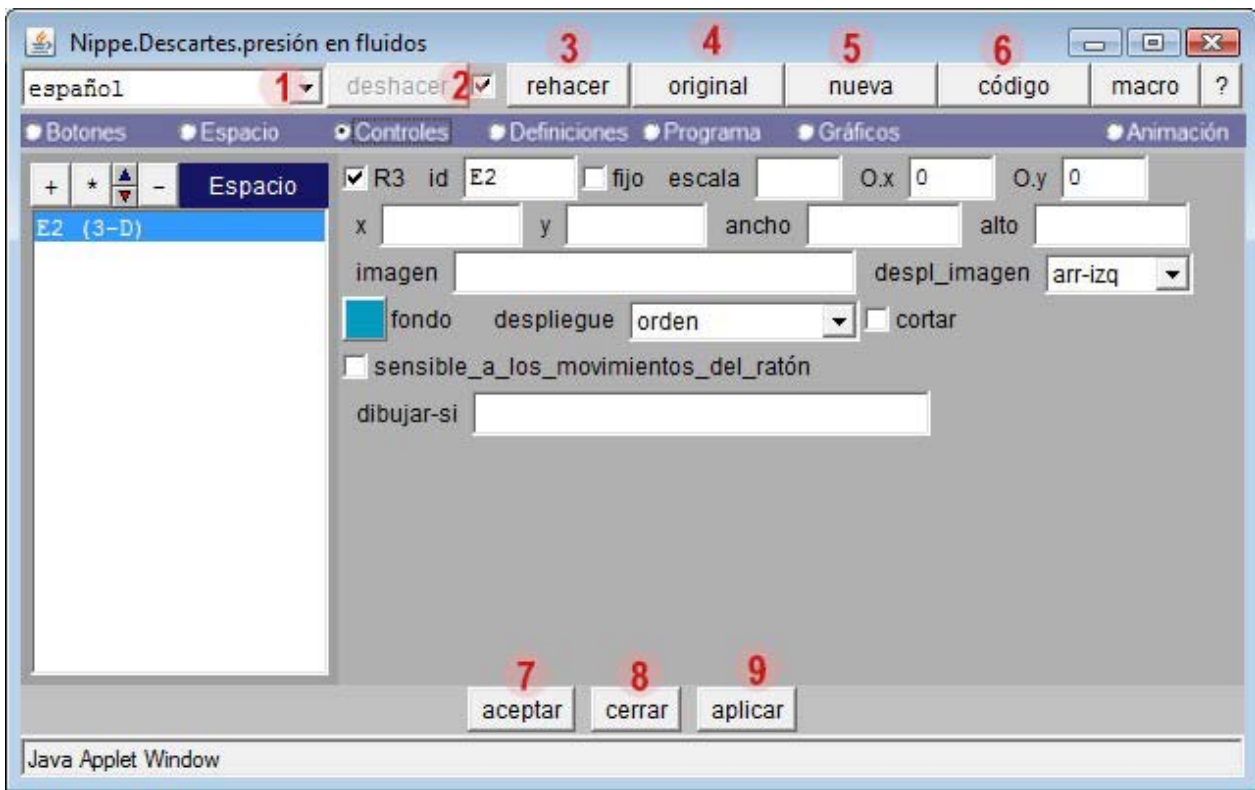 Nippe.Descartes.presión en fluidos
3 4 5 6
español 1 deshacer 2 rehacer original nueva código macro ?
Botones Espacio Controles Definiciones Programa Gráficos Animación
+ * - Espacio R3 id E2 fijo escala O.x 0 O.y 0
E2 (3-D) x y ancho alto
imagen despl_imagen arr-izq
fondo despliegue orden cortar
sensible_a_los_movimientos_del_ratón
dibujar-si
7 8 9
aceptar cerrar aplicar
Java Applet Window